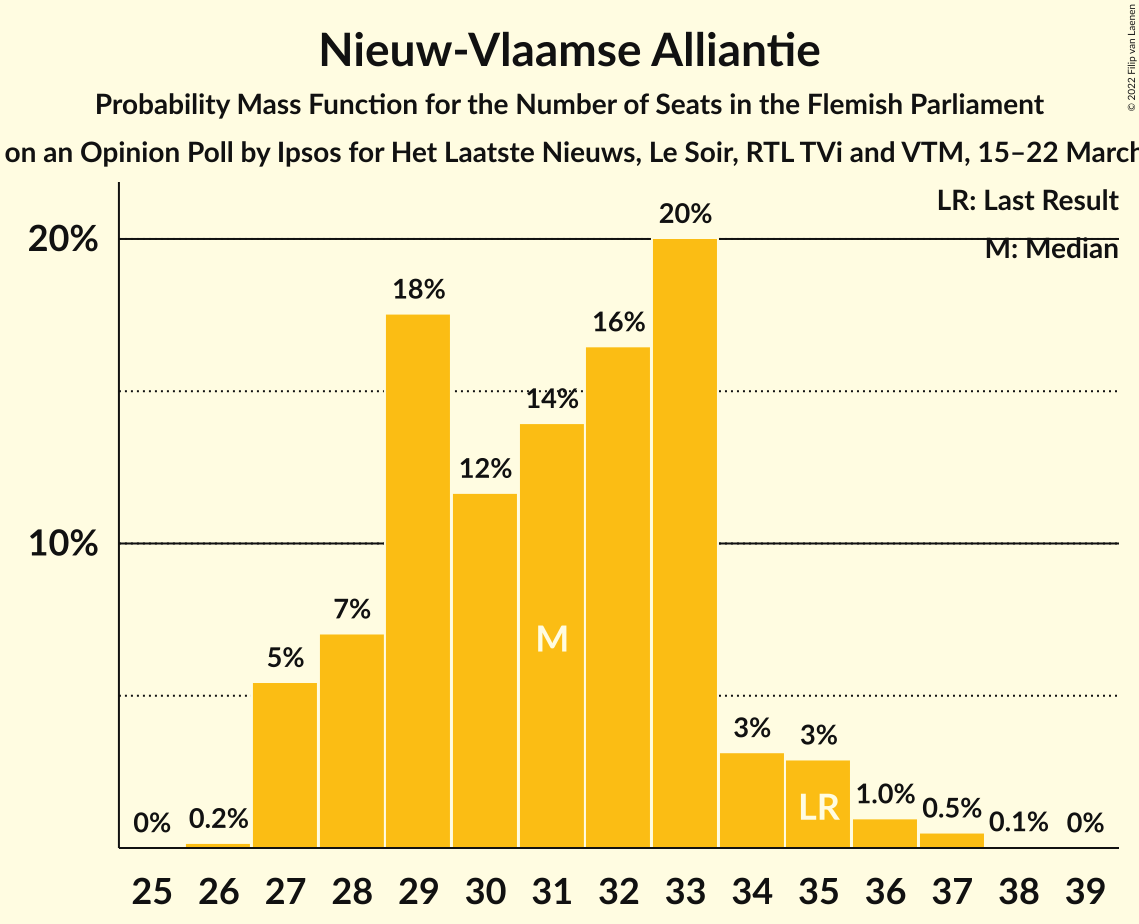 Nieuw-Vlaamse Alliantie
Probability Mass Function for the Number of Seats in the Flemish Parliament
on an Opinion Poll by Ipsos for Het Laatste Nieuws, Le Soir, RTL TVi and VTM, 15–22 March
© 2022 Filip van Laenen
LR: Last Result
M: Median
20%
10%
0% 0.2% 5% 7% 18% 12% 14% 16% 20% 3% 3% 1.0% 0.5% 0.1% 0%
M
LR
25 26 27 28 29 30 31 32 33 34 35 36 37 38 39